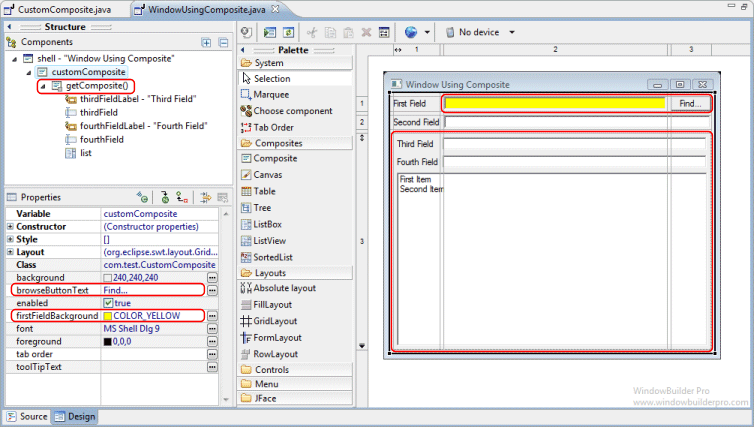 CustomComposite.java
WindowUsingComposite.java
Structure
Components
shell - "Window Using Composite"
customComposite
getComposite()
thirdFieldLabel - "Third Field"
thirdField
fourthFieldLabel - "Fourth Field"
fourthField
list
Properties
Variable customComposite
Constructor (Constructor properties)
Style []
Layout (org.eclipse.swt.layout.Grid...
Class com.test.CustomComposite
background 240,240,240
browseButtonText Find...
enabled true
firstFieldBackground COLOR_YELLOW
font MS Shell Dlg 9
foreground 0,0,0
tab order
toolTipText
Source
Design
Palette
System
Selection
Marquee
Choose component
Tab Order
Composites
Composite
Canvas
Table
Tree
ListBox
ListView
SortedList
Layouts
Absolute layout
FillLayout
GridLayout
FormLayout
RowLayout
Controls
Menu
JFace
No device
1 2 3
1
2
3
Window Using Composite
First Field Find...
Second Field
Third Field
Fourth Field
First Item
Second Item
WindowBuilder Pro
www.windowbuilderpro.com